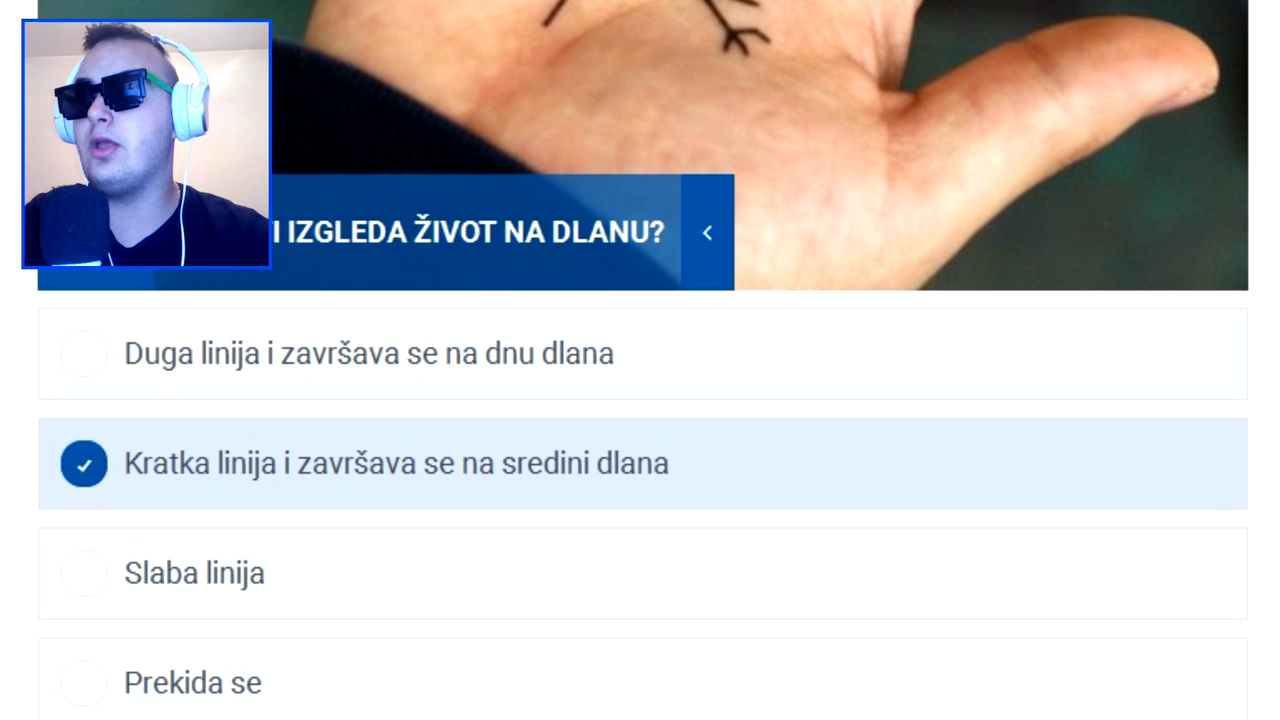 I IZGLEDA ŽIVOT NA DLANU?
Duga linija i završava se na dnu dlana
Kratka linija i završava se na sredini dlana
Slaba linija
Prekida se